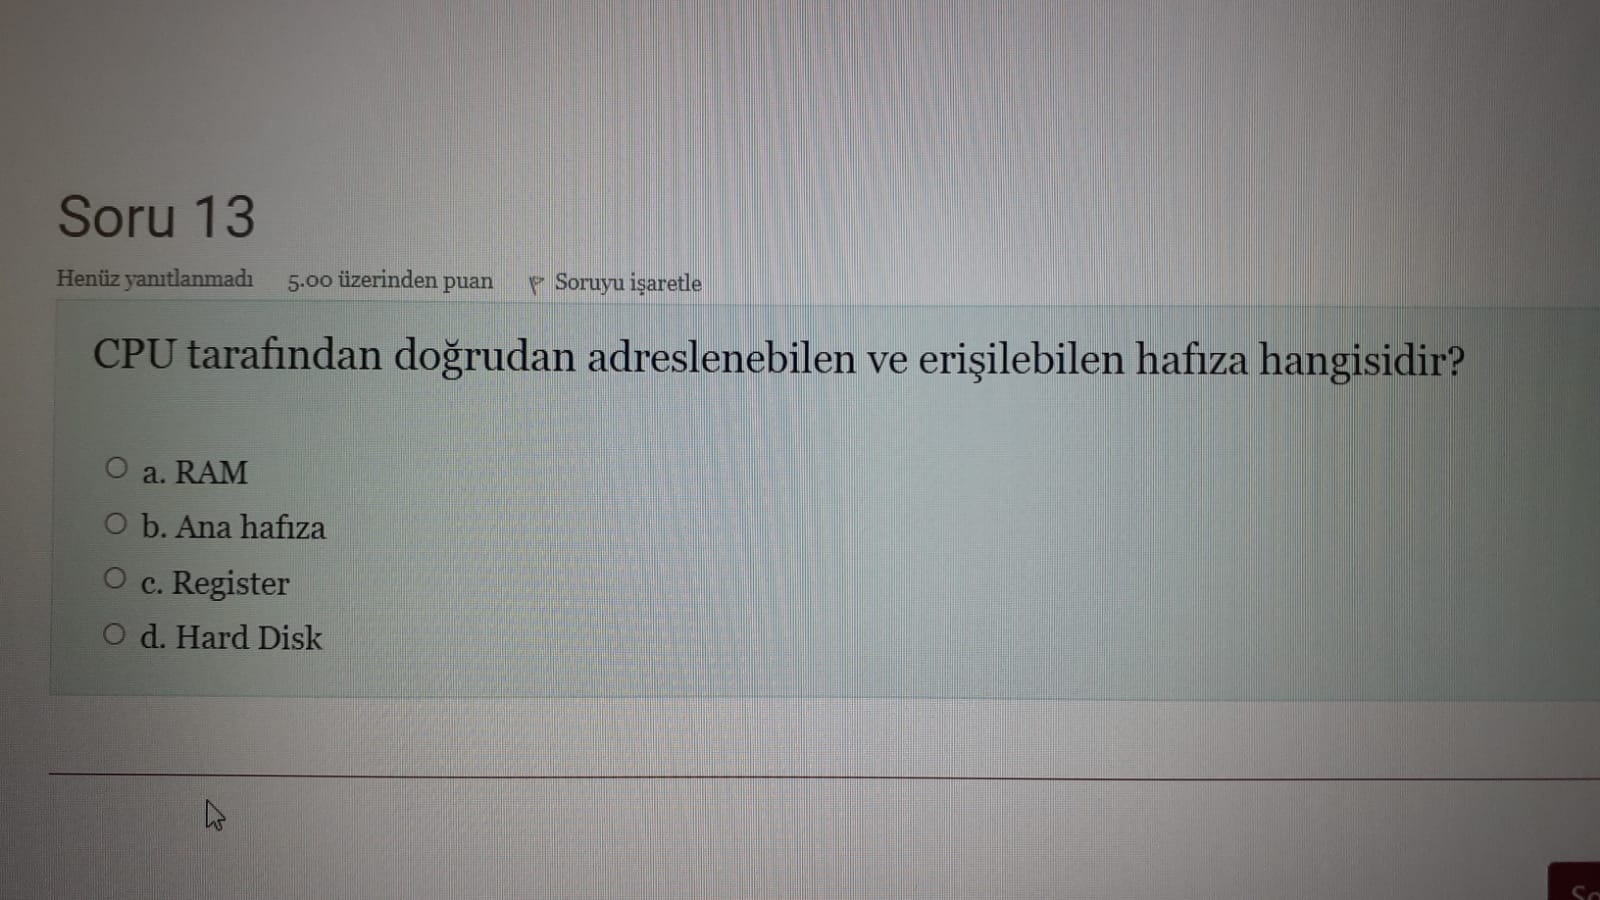 Soru 13
Henüz yanıtlanmadı 5.00 üzerinden puan Soruyu işaretle
CPU tarafından doğrudan adreslenebilen ve erişilebilen hafıza hangisidir?
a. RAM
b. Ana hafıza
c. Register
d. Hard Disk